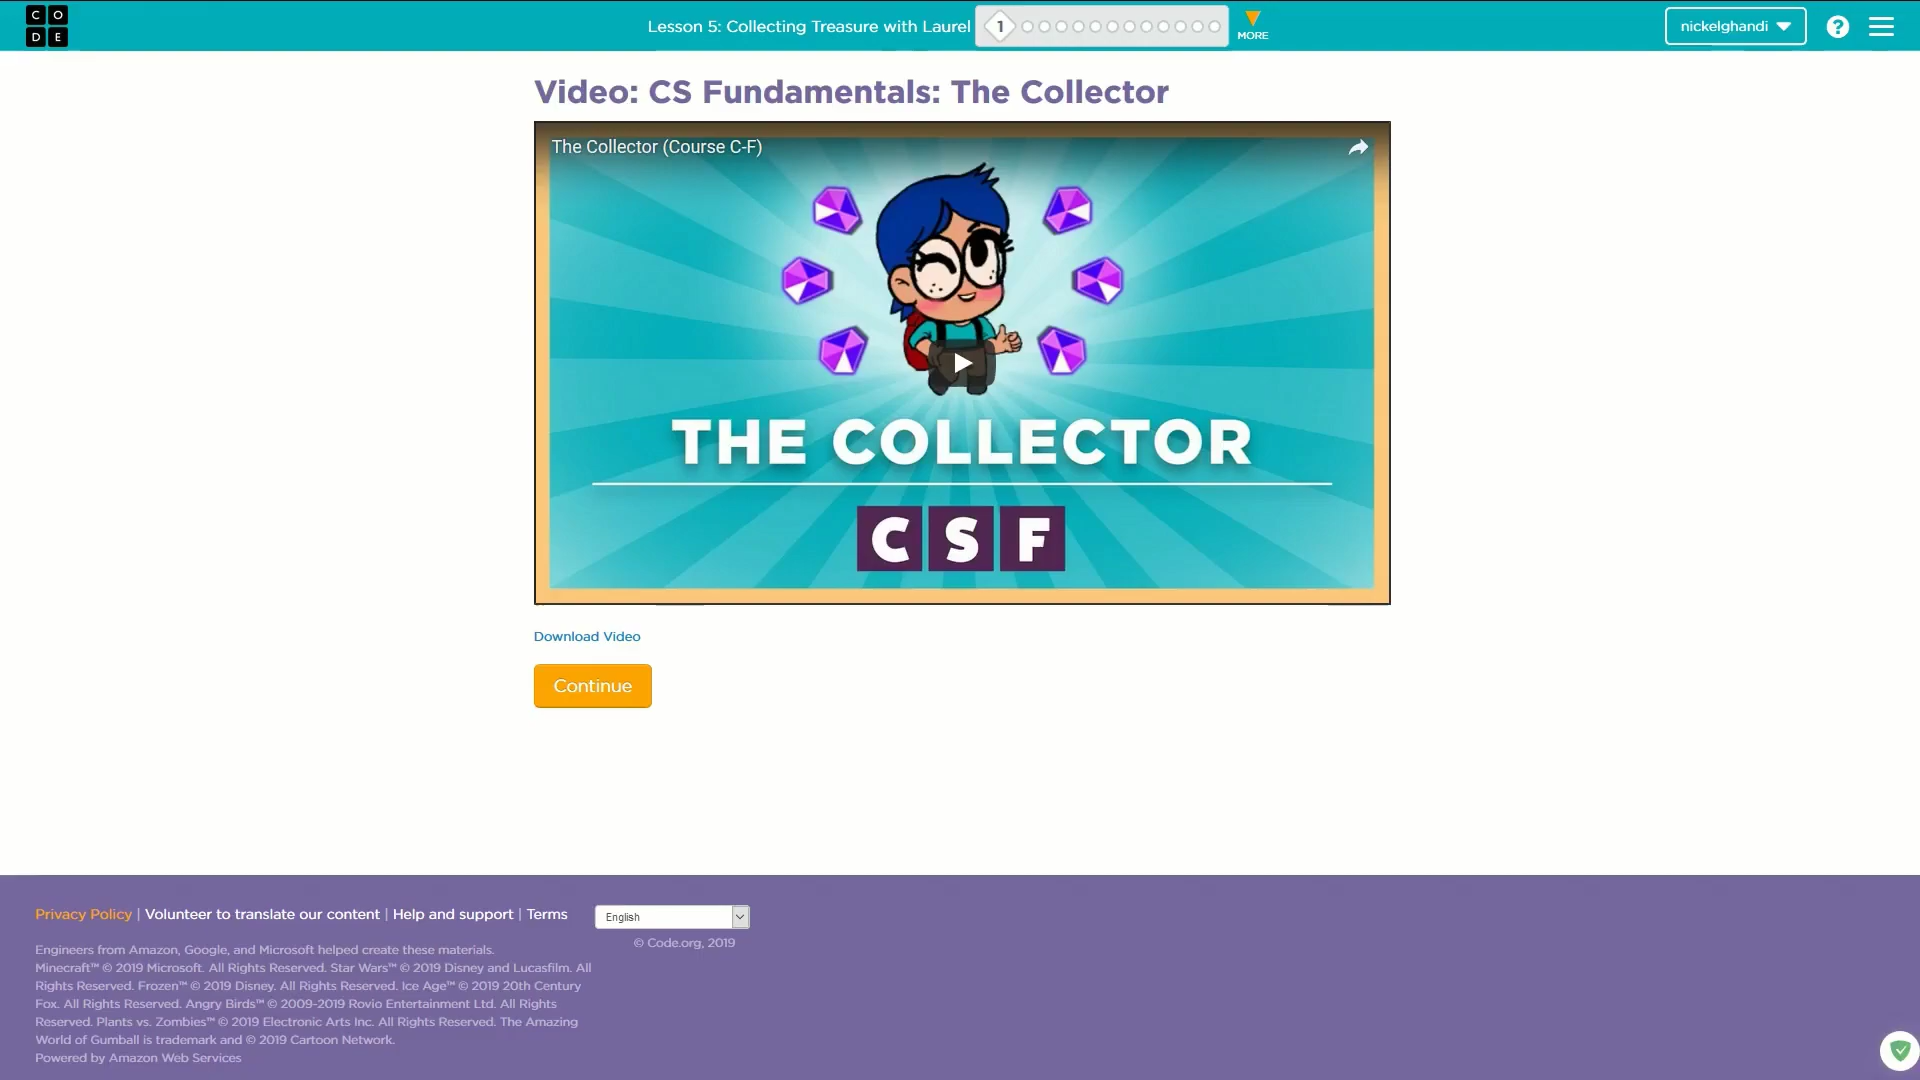 C O
D E
Lesson 5: Collecting Treasure with Laurel
1
MORE
nickelghandi
?
Video: CS Fundamentals: The Collector
The Collector (Course C-F)
THE COLLECTOR
C S F
Download Video
Continue
Privacy Policy | Volunteer to translate our content | Help and support | Terms
English
© Code.org, 2019
Engineers from Amazon, Google, and Microsoft helped create these materials.
Minecraft™ © 2019 Microsoft. All Rights Reserved. Star Wars™ © 2019 Disney and Lucasfilm. All
Rights Reserved. Frozen™ © 2019 Disney. All Rights Reserved. Ice Age™ © 2019 20th Century
Fox. All Rights Reserved. Angry Birds™ © 2009-2019 Rovio Entertainment Ltd. All Rights
Reserved. Plants vs. Zombies™ © 2019 Electronic Arts Inc. All Rights Reserved. The Amazing
World of Gumball is trademark and © 2019 Cartoon Network.
Powered by Amazon Web Services